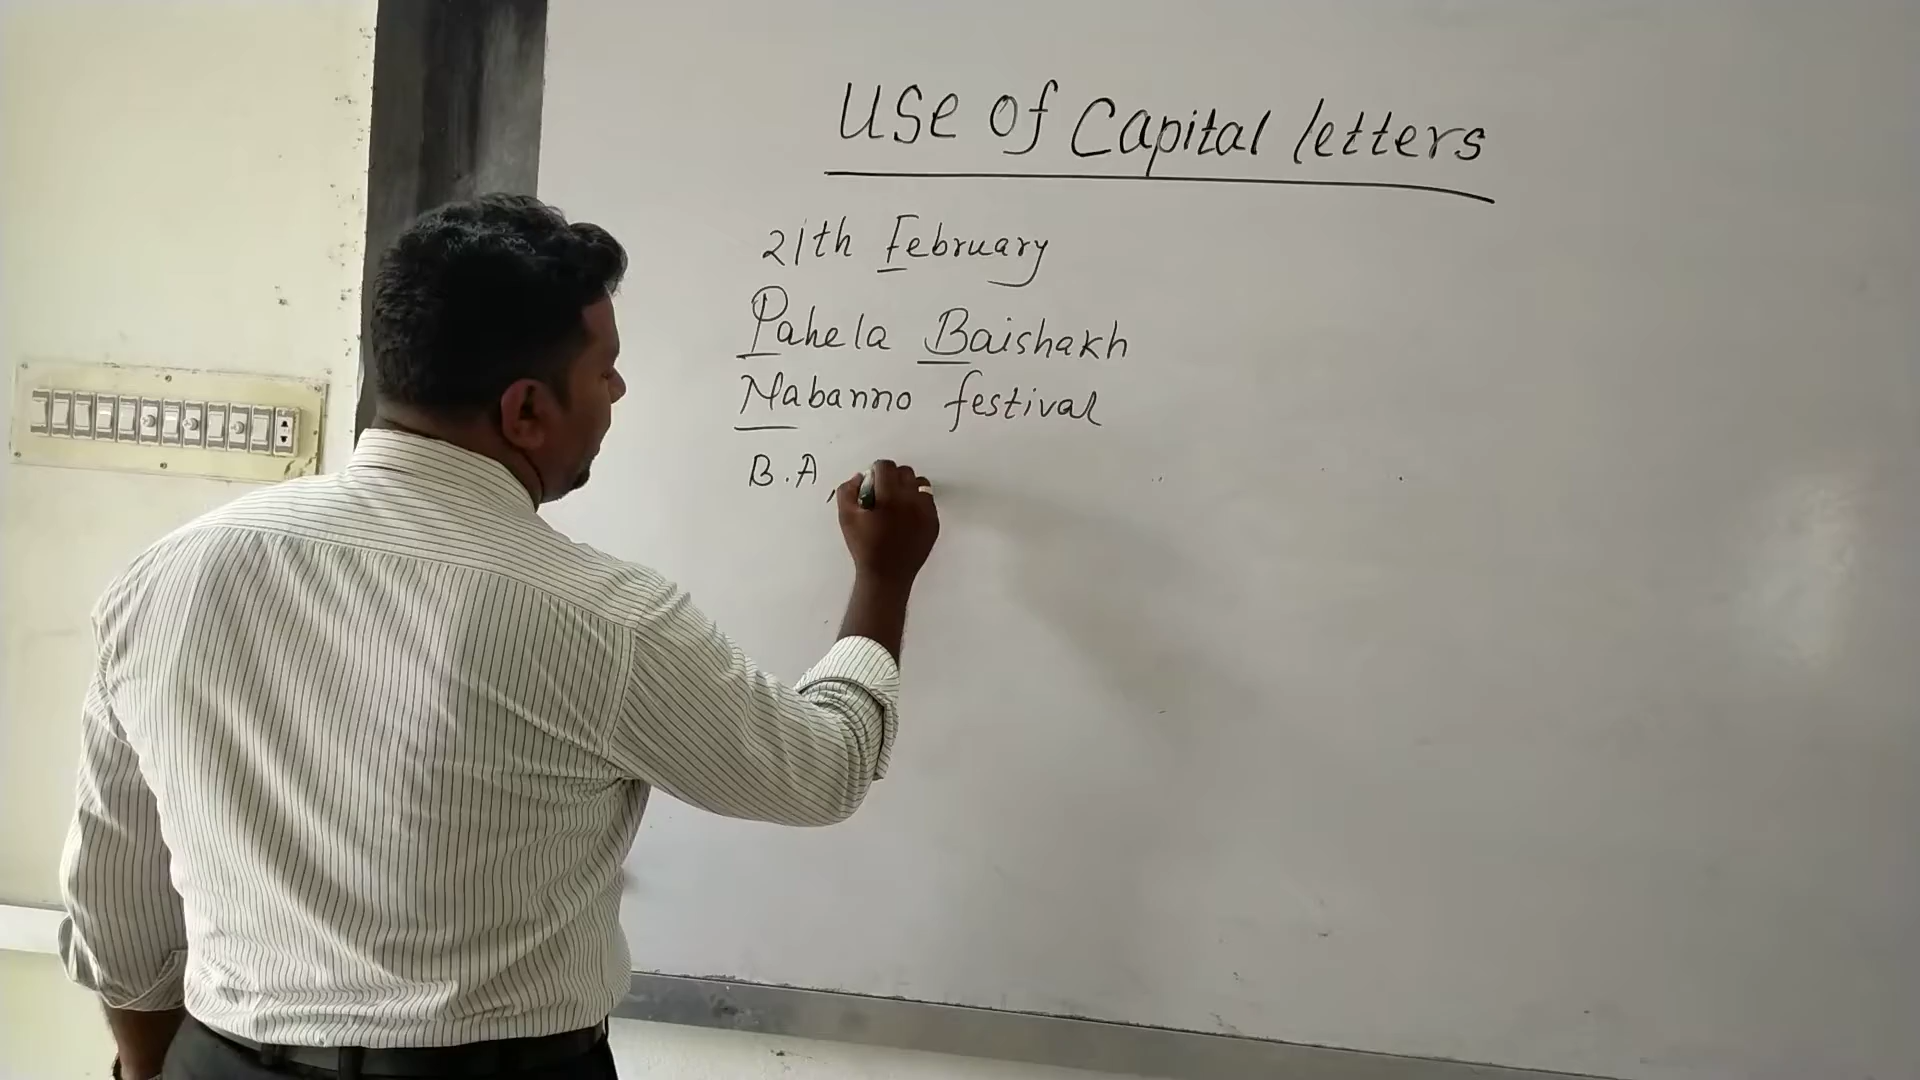 Use of Capital letters
21th February
Pahela Baishakh
Nabanno festival
B.A,